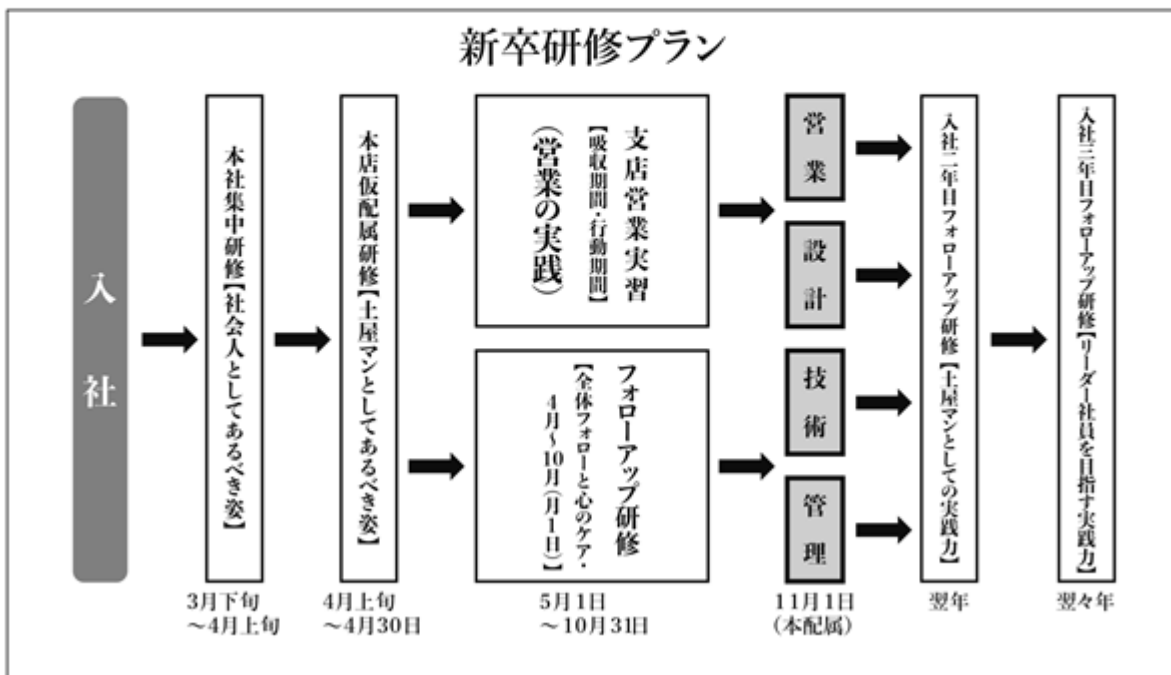 新卒研修プラン
入社
本社集中研修【社会人としてあるべき姿】
3月下旬
～4月上旬
本店仮配属研修【土屋マンとしてあるべき姿】
4月上旬
～4月30日
支店営業実習
【吸収期間・行動期間】
（営業の実践）
フォローアップ研修
【全体フォローと心のケア・
4月～10月（月1日）】
5月1日
～10月31日
営業
設計
技術
管理
11月1日
（本配属）
入社二年目フォローアップ研修【土屋マンとしての実践力】
翌年
入社三年目フォローアップ研修【リーダー社員を目指す実践力】
翌々年